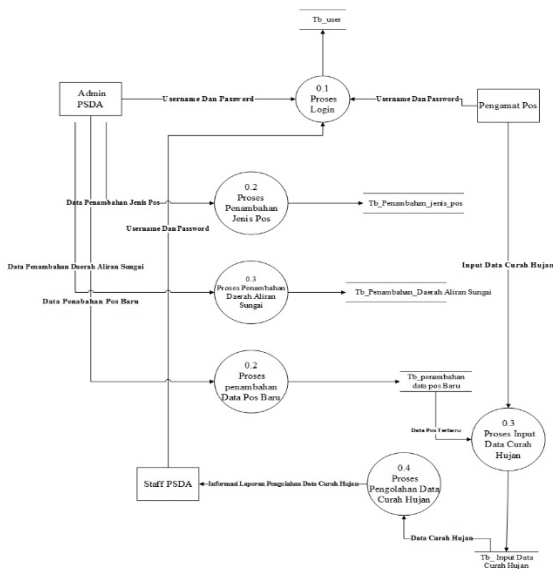 Tb_user
Admin
PSDA
Username Dan Password
0.1
Proses
Login
Username Dan Password
Pengamat Pos
Data Penambahan Jenis Pos
0.2
Proses
Penambahan
Jenis Pos
Tb_Penambahan_jenis_pos
Username Dan Password
Data Penambahan Daerah Aliran Sungai
0.3
Proses Penambahan
Daerah Aliran
Sungai
Tb_Penambahan_Daerah Aliran Sungai
Input Data Curah Hujan
Data Penabahan Pos Baru
0.2
Proses
penambahan
Data Pos Baru
Tb_penambahan
data pos Baru
Data Pos Terbaru
0.3
Proses Input
Data Curah
Hujan
Staff PSDA
Informasi Laporan Pengolahan Data Curah Hujan
0.4
Proses
Pengolahan Data
Curah Hujan
Data Curah Hujan
Tb_ Input Data
Curah Hujan